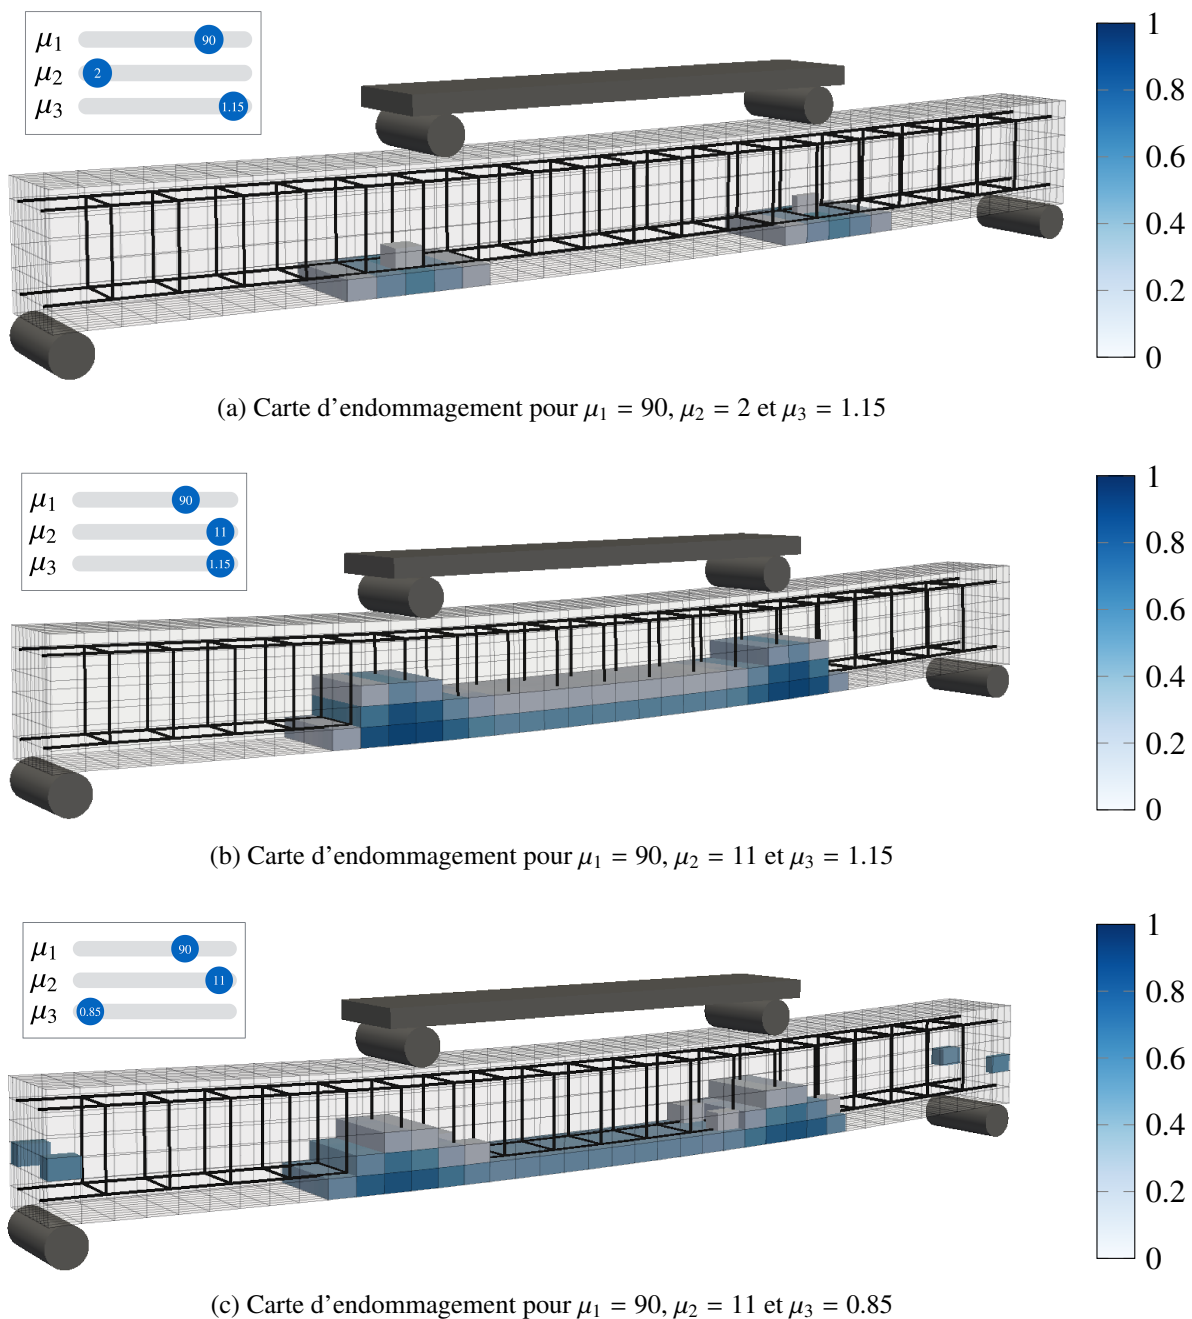 μ1 90
μ2 2
μ3 1.15
1
0.8
0.6
0.4
0.2
0
(a) Carte d'endommagement pour μ1 = 90, μ2 = 2 et μ3 = 1.15
μ1 90
μ2 11
μ3 1.15
1
0.8
0.6
0.4
0.2
0
(b) Carte d'endommagement pour μ1 = 90, μ2 = 11 et μ3 = 1.15
μ1 90
μ2 11
μ3 0.85
1
0.8
0.6
0.4
0.2
0
(c) Carte d'endommagement pour μ1 = 90, μ2 = 11 et μ3 = 0.85